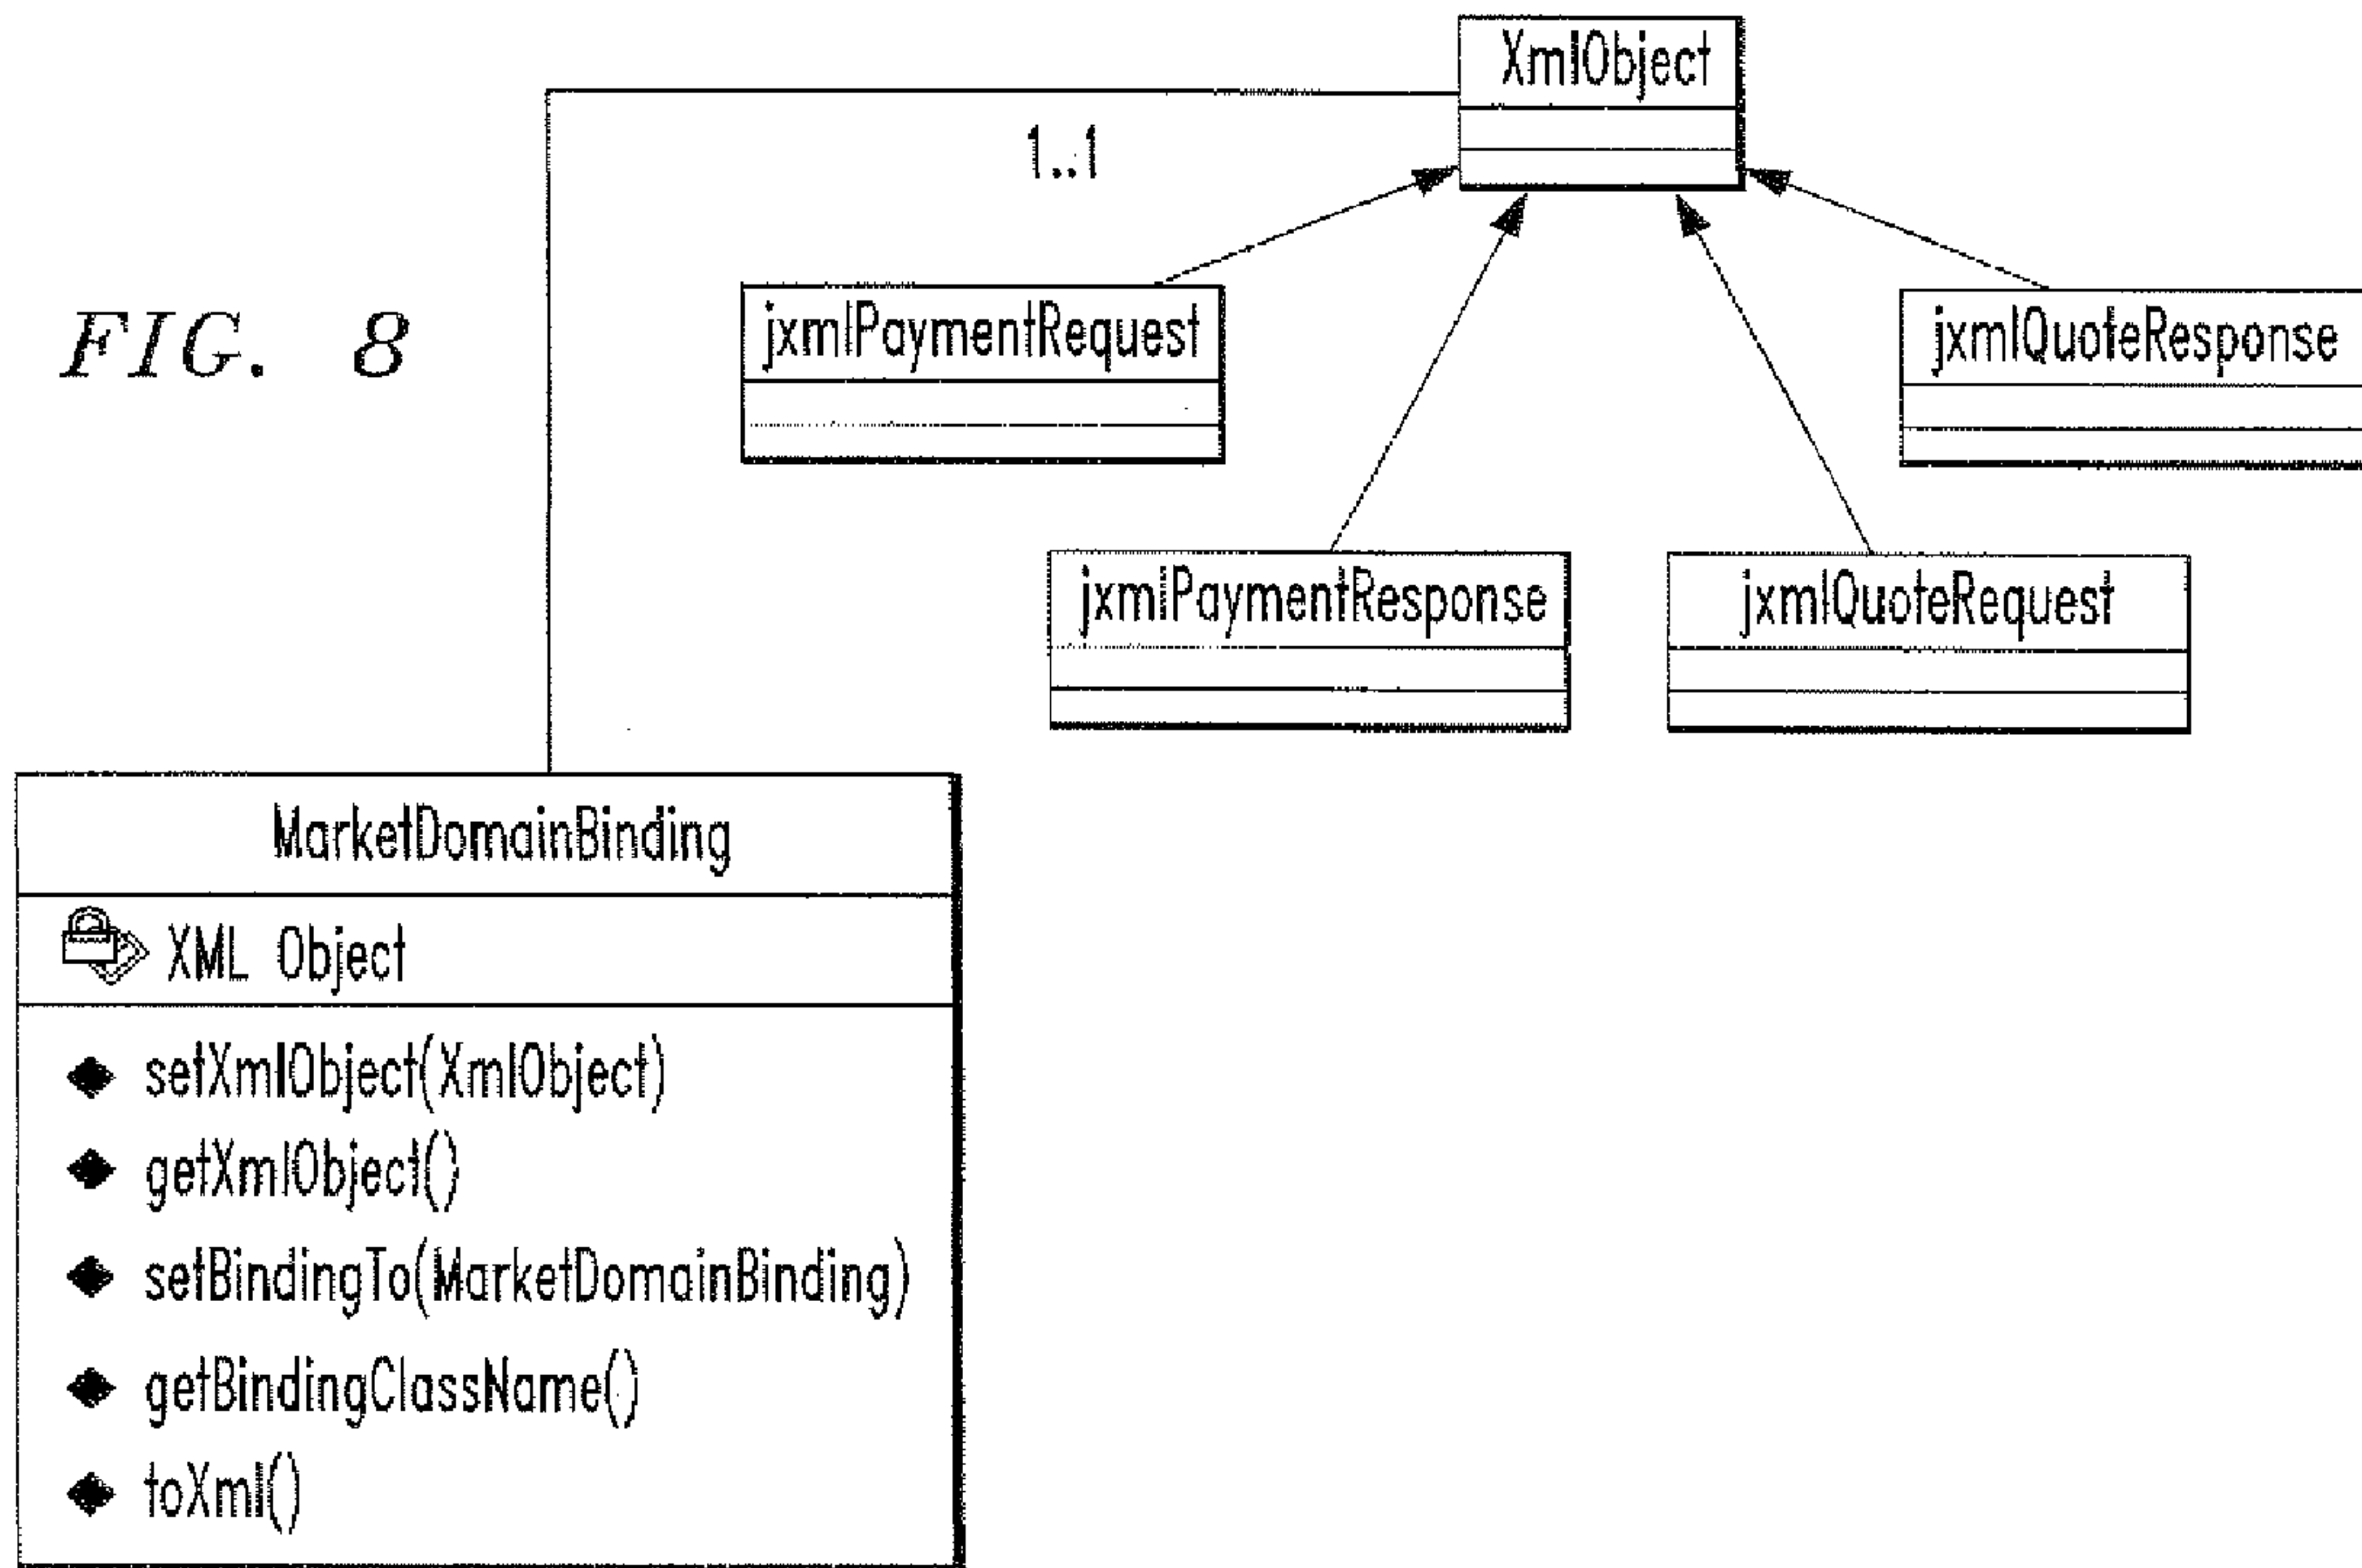 XmlObject
1..1
FIG. 8
jxmlPaymentRequest
jxmlQuoteResponse
jxmlPaymentResponse
jxmlQuoteRequest
MarketDomainBinding
XML Object
setXmlObject(XmlObject)
getXmlObject()
setBindingTo(MarketDomainBinding)
getBindingClassName()
toXml()